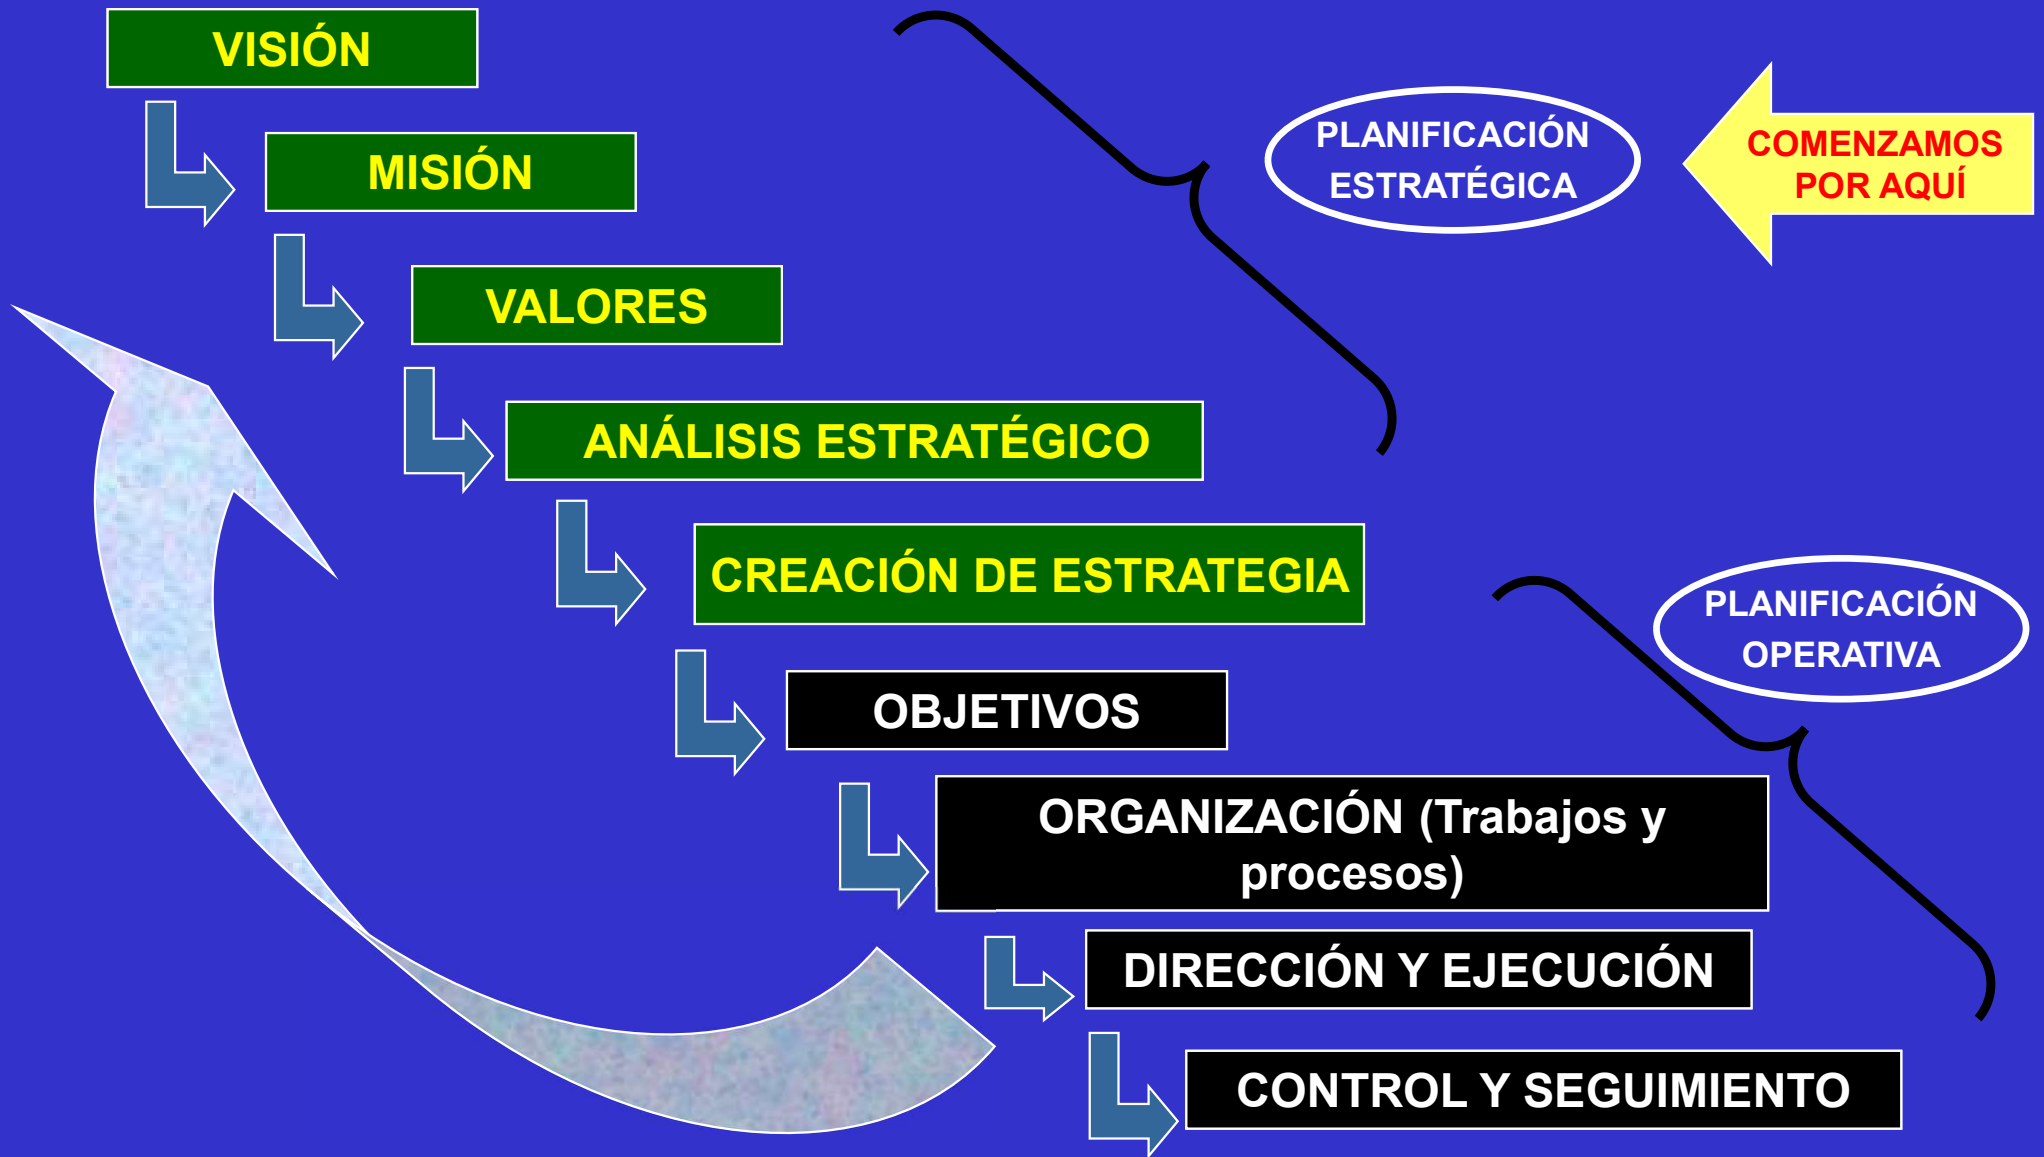 VISIÓN
MISIÓN
VALORES
ANÁLISIS ESTRATÉGICO
CREACIÓN DE ESTRATEGIA
OBJETIVOS
ORGANIZACIÓN (Trabajos y
procesos)
DIRECCIÓN Y EJECUCIÓN
CONTROL Y SEGUIMIENTO
PLANIFICACIÓN
ESTRATÉGICA
COMENZAMOS
POR AQUÍ
PLANIFICACIÓN
OPERATIVA